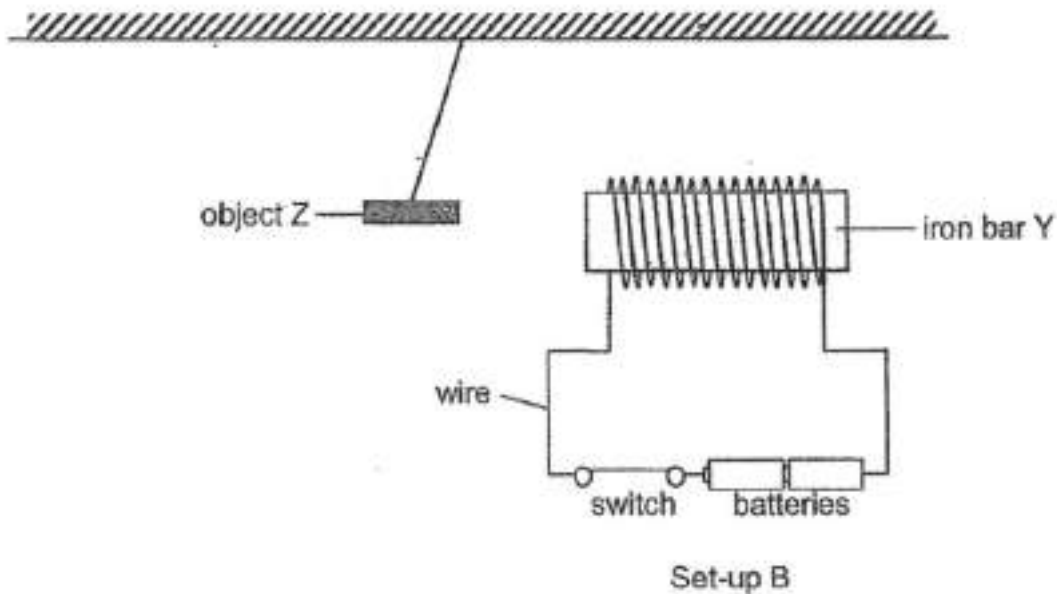 object Z
iron bar Y
wire
switch
batteries
Set-up B